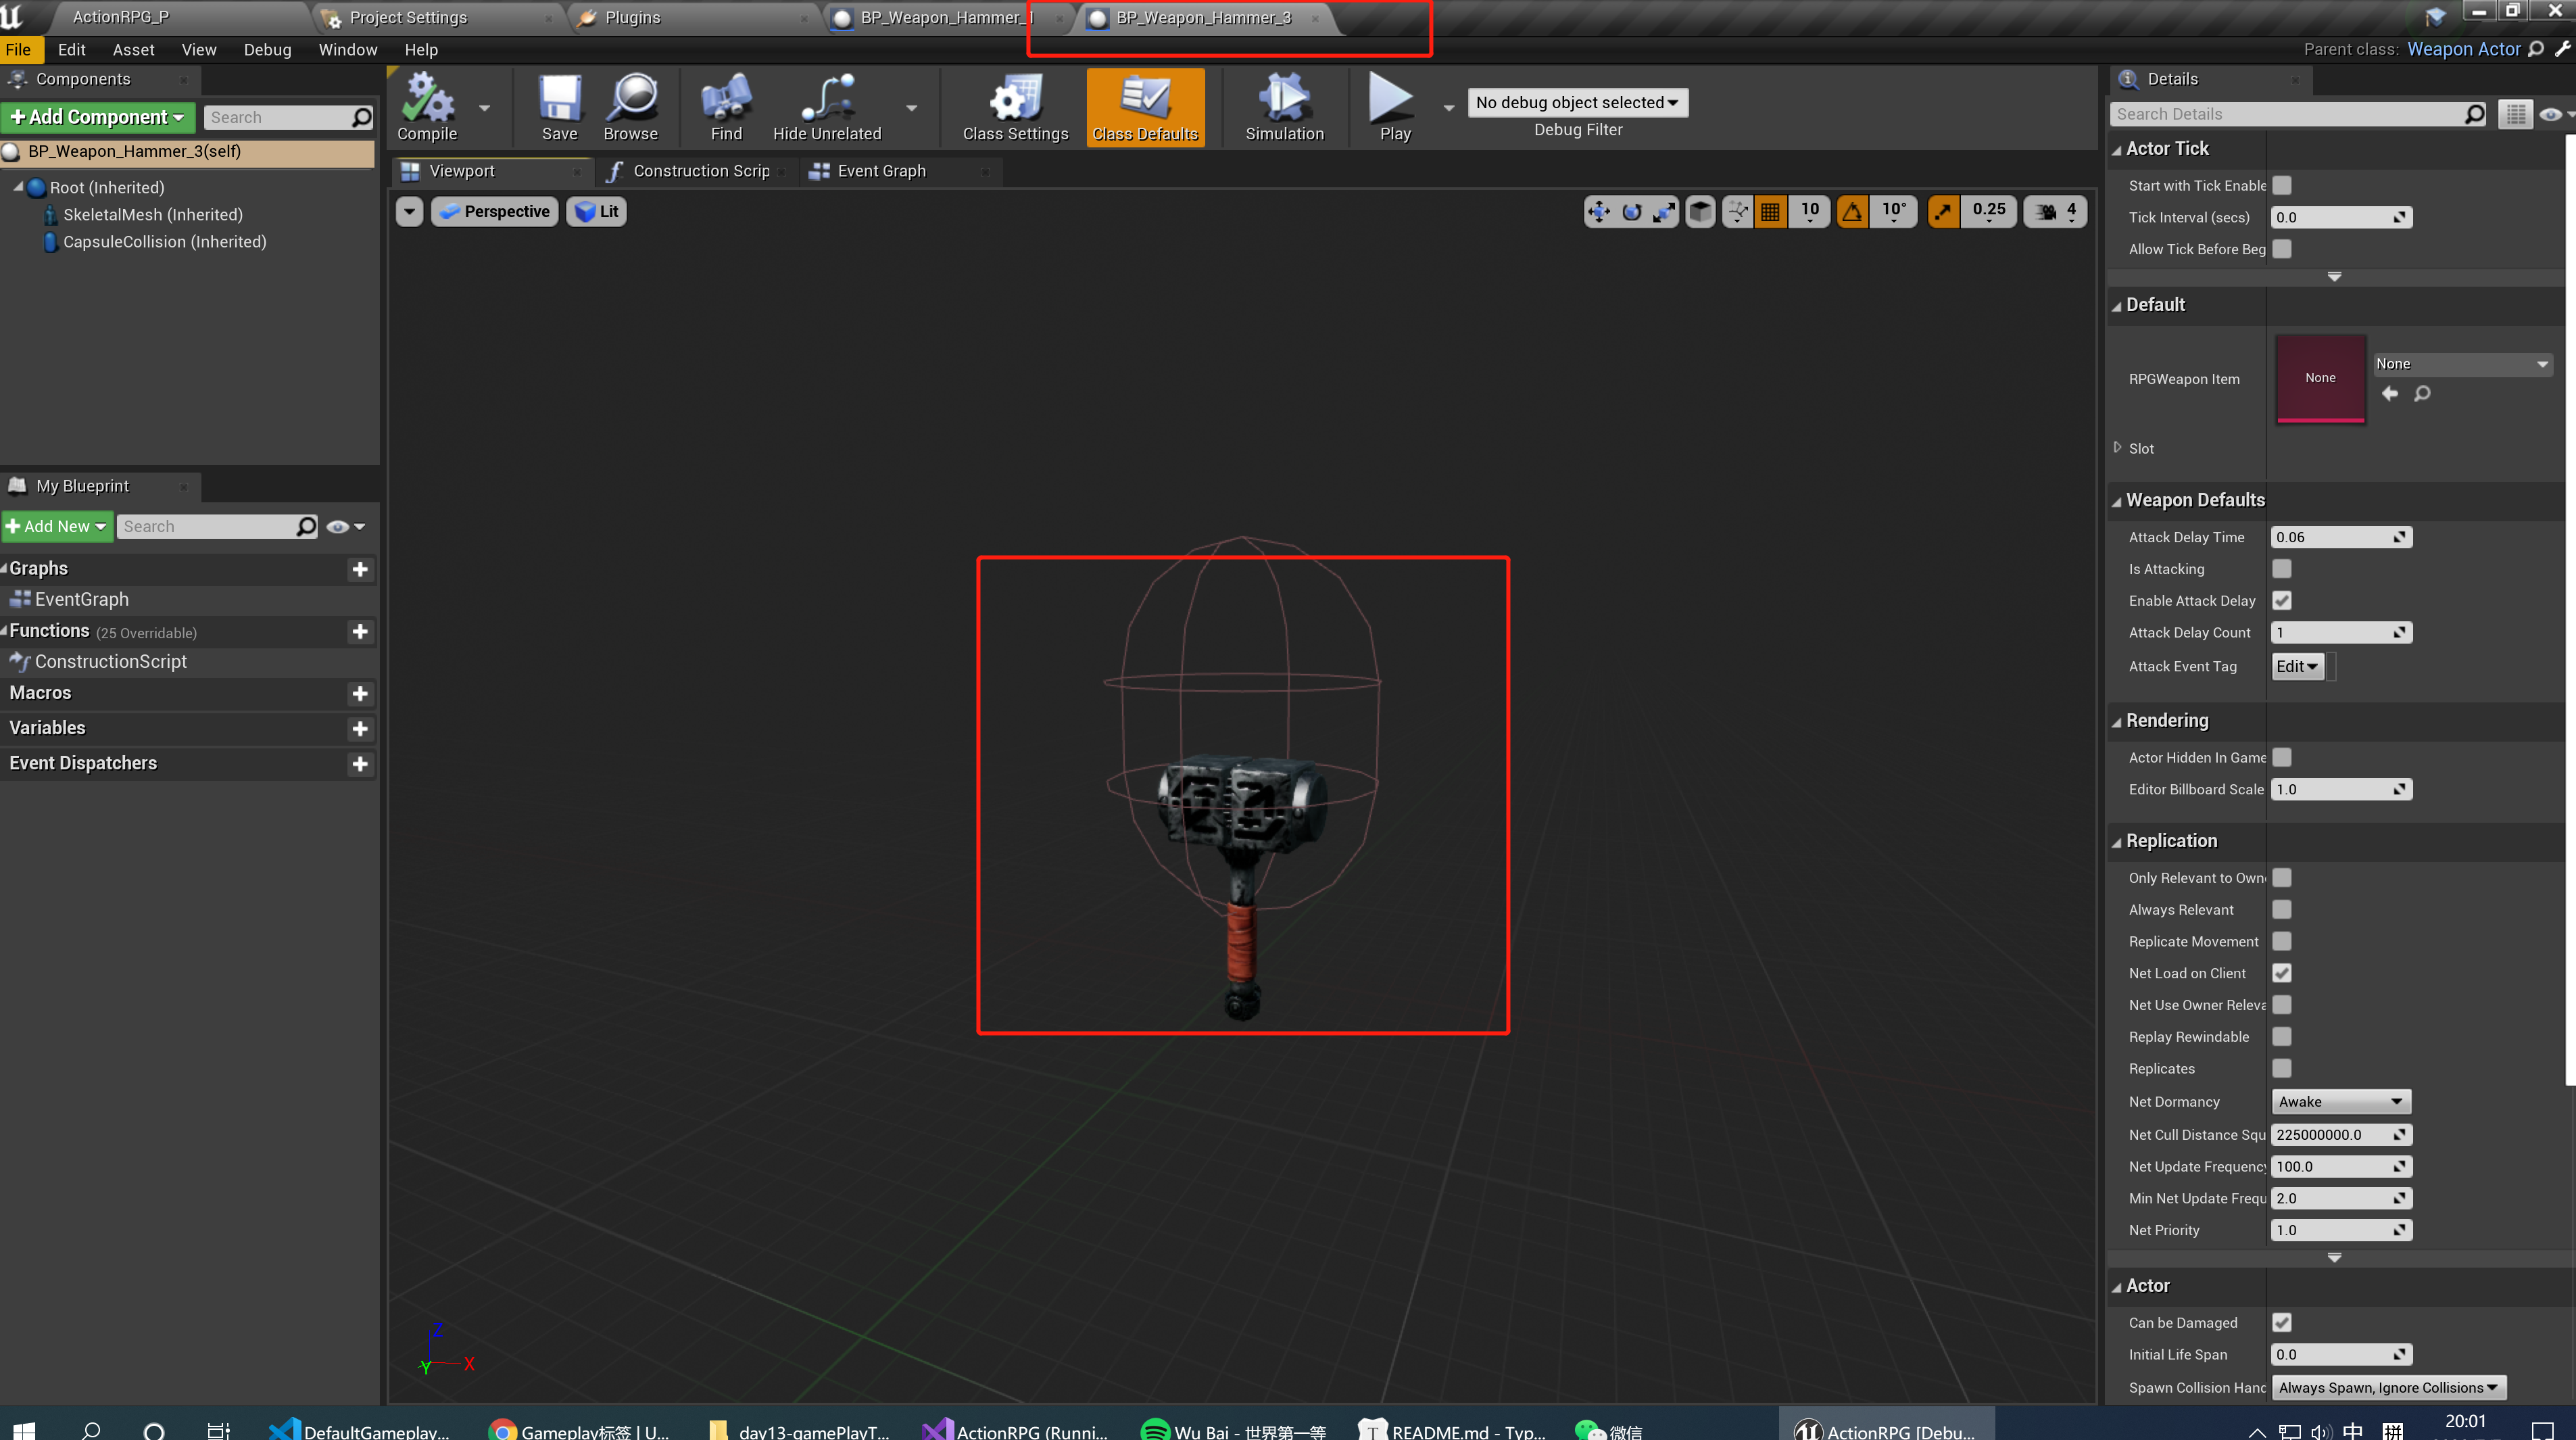 ActionRPG_P
Project Settings
Plugins
BP_Weapon_Hammer_
BP_Weapon_Hammer_3
File Edit Asset View Debug Window Help
Parent class: Weapon Actor
Components
+Add Component
Search
BP_Weapon_Hammer_3(self)
Root (Inherited)
SkeletalMesh (Inherited)
CapsuleCollision (Inherited)
My Blueprint
+Add New
Search
Graphs
EventGraph
Functions (25 Overridable)
ConstructionScript
Macros
Variables
Event Dispatchers
Compile
Save
Browse
Find
Hide Unrelated
Class Settings
Class Defaults
Simulation
Play
No debug object selected
Debug Filter
Viewport
Construction Scrip
Event Graph
Perspective
Lit
10
10°
0.25
4
Z
Y
X
Details
Search Details
Actor Tick
Start with Tick Enable
Tick Interval (secs) 0.0
Allow Tick Before Beg
Default
RPGWeapon Item None None
Slot
Weapon Defaults
Attack Delay Time 0.06
Is Attacking
Enable Attack Delay
Attack Delay Count 1
Attack Event Tag Edit
Rendering
Actor Hidden In Game
Editor Billboard Scale 1.0
Replication
Only Relevant to Own
Always Relevant
Replicate Movement
Net Load on Client
Net Use Owner Releva
Replay Rewindable
Replicates
Net Dormancy Awake
Net Cull Distance Squ 225000000.0
Net Update Frequency 100.0
Min Net Update Frequ 2.0
Net Priority 1.0
Actor
Can be Damaged
Initial Life Span 0.0
Spawn Collision Hand Always Spawn, Ignore Collisions
DefaultGameplay...
Gameplay标签 | U...
day13-gamePlayT...
ActionRPG (Runni...
Wu Bai - 世界第一等
README.md - Typ...
微信
ActionRPG [Debu...
中
拼
20:01